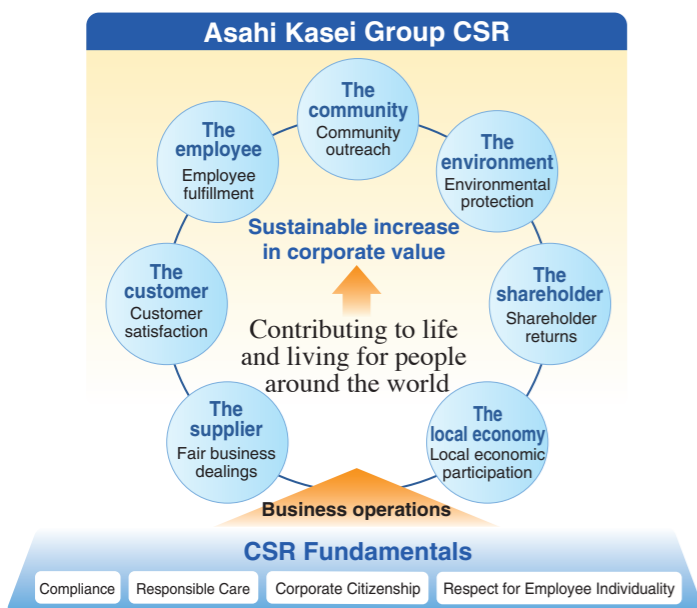 Asahi Kasei Group CSR
The
community
Community
outreach
The
employee
Employee
fulfillment
The
environment
Environmental
protection
Sustainable increase
in corporate value
The
customer
Customer
satisfaction
The
shareholder
Shareholder
returns
Contributing to life
and living for people
around the world
The
supplier
Fair business
dealings
The
local economy
Local economic
participation
Business operations
CSR Fundamentals
Compliance
Responsible Care
Corporate Citizenship
Respect for Employee Individuality